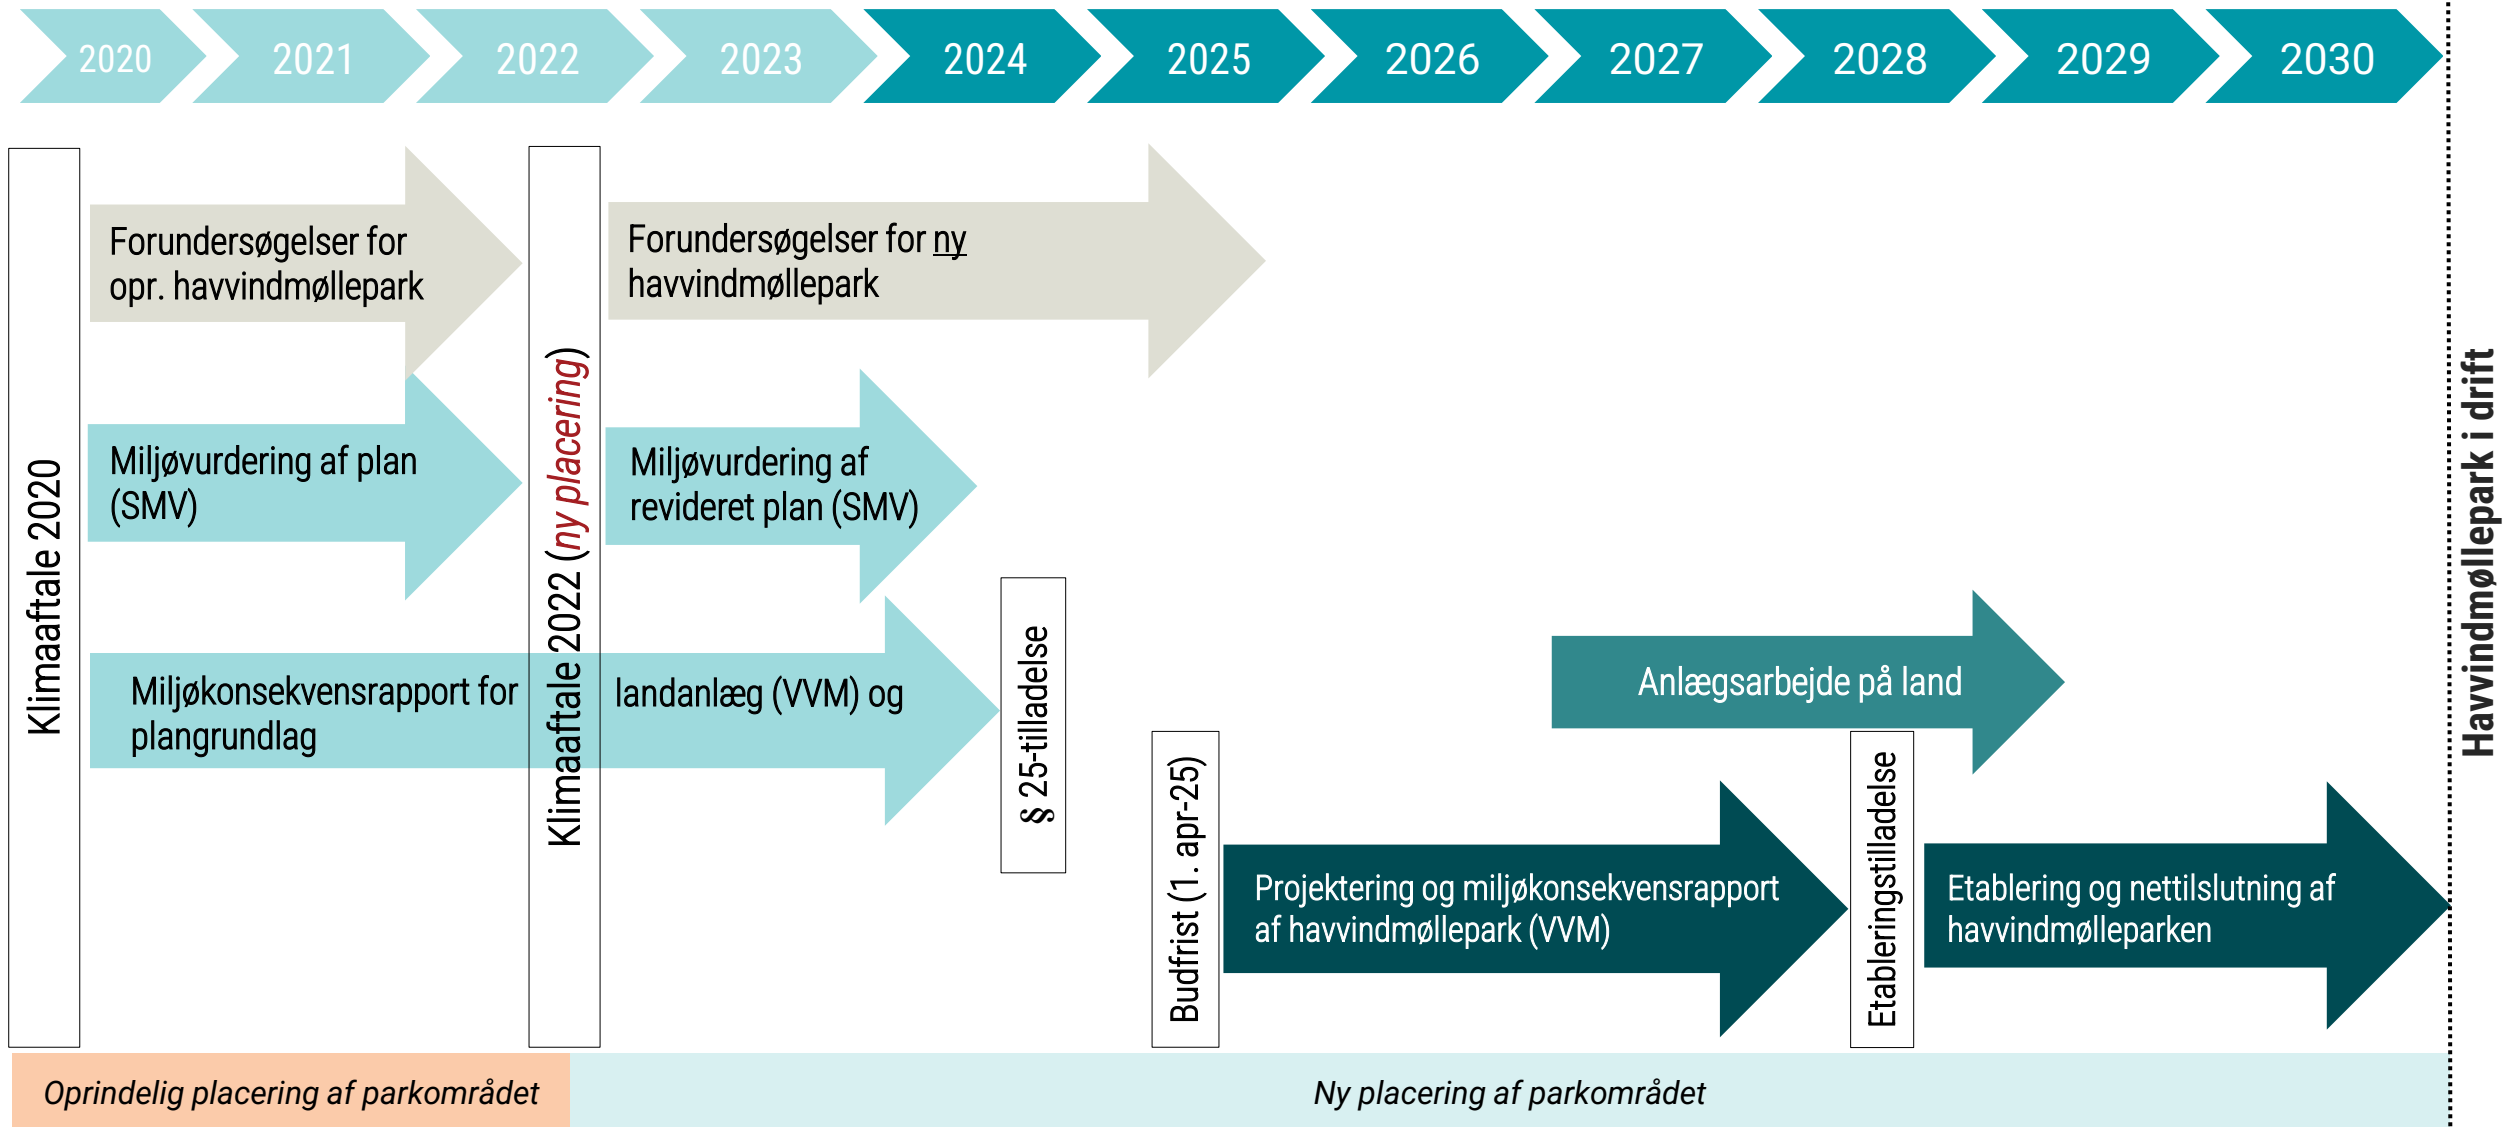 2020
2021
2022
2023
2024
2025
2026
2027
2028
2029
2030
Klimaaftale 2020
Forundersøgelser for
opr. havvindmøllepark
Miljøvurdering af plan
(SMV)
Miljøkonsekvensrapport for
plangrundlag
Klimaaftale 2022 (ny placering)
Forundersøgelser for ny
havvindmøllepark
Miljøvurdering af
revideret plan (SMV)
landanlæg (VVM) og
§ 25-tilladelse
Budfrist (1. apr-25)
Anlægsarbejde på land
Projektering og miljøkonsekvensrapport
af havvindmøllepark (VVM)
Etableringstilladelse
Etablering og nettilslutning af
havvindmølleparken
Havvindmøllepark i drift
Oprindelig placering af parkområdet
Ny placering af parkområdet